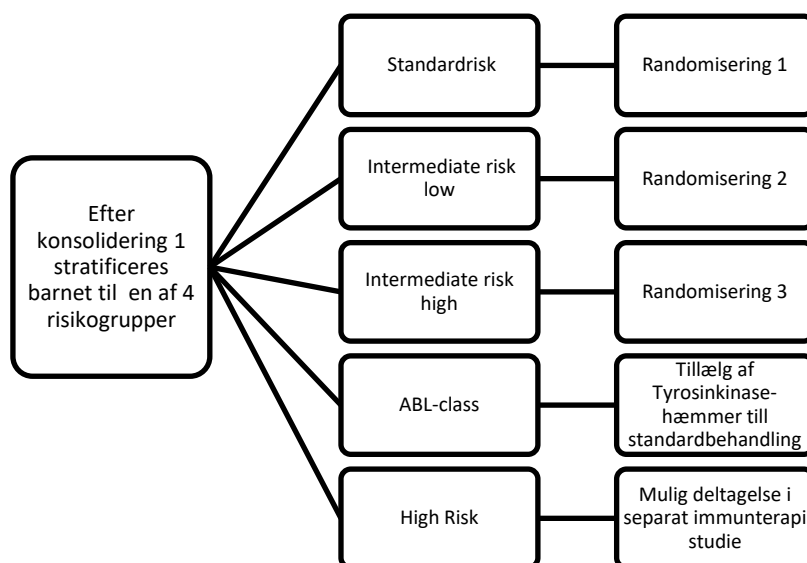 Efter
konsolidering 1
stratificeres
barnet til en af 4
risikogrupper
Standardrisk
Randomisering 1
Intermediate risk
low
Randomisering 2
Intermediate risk
high
Randomisering 3
ABL-class
Tillælg af
Tyrosinkinase-
hæmmer till
standardbehandling
High Risk
Mulig deltagelse i
separat immunterapi
studie